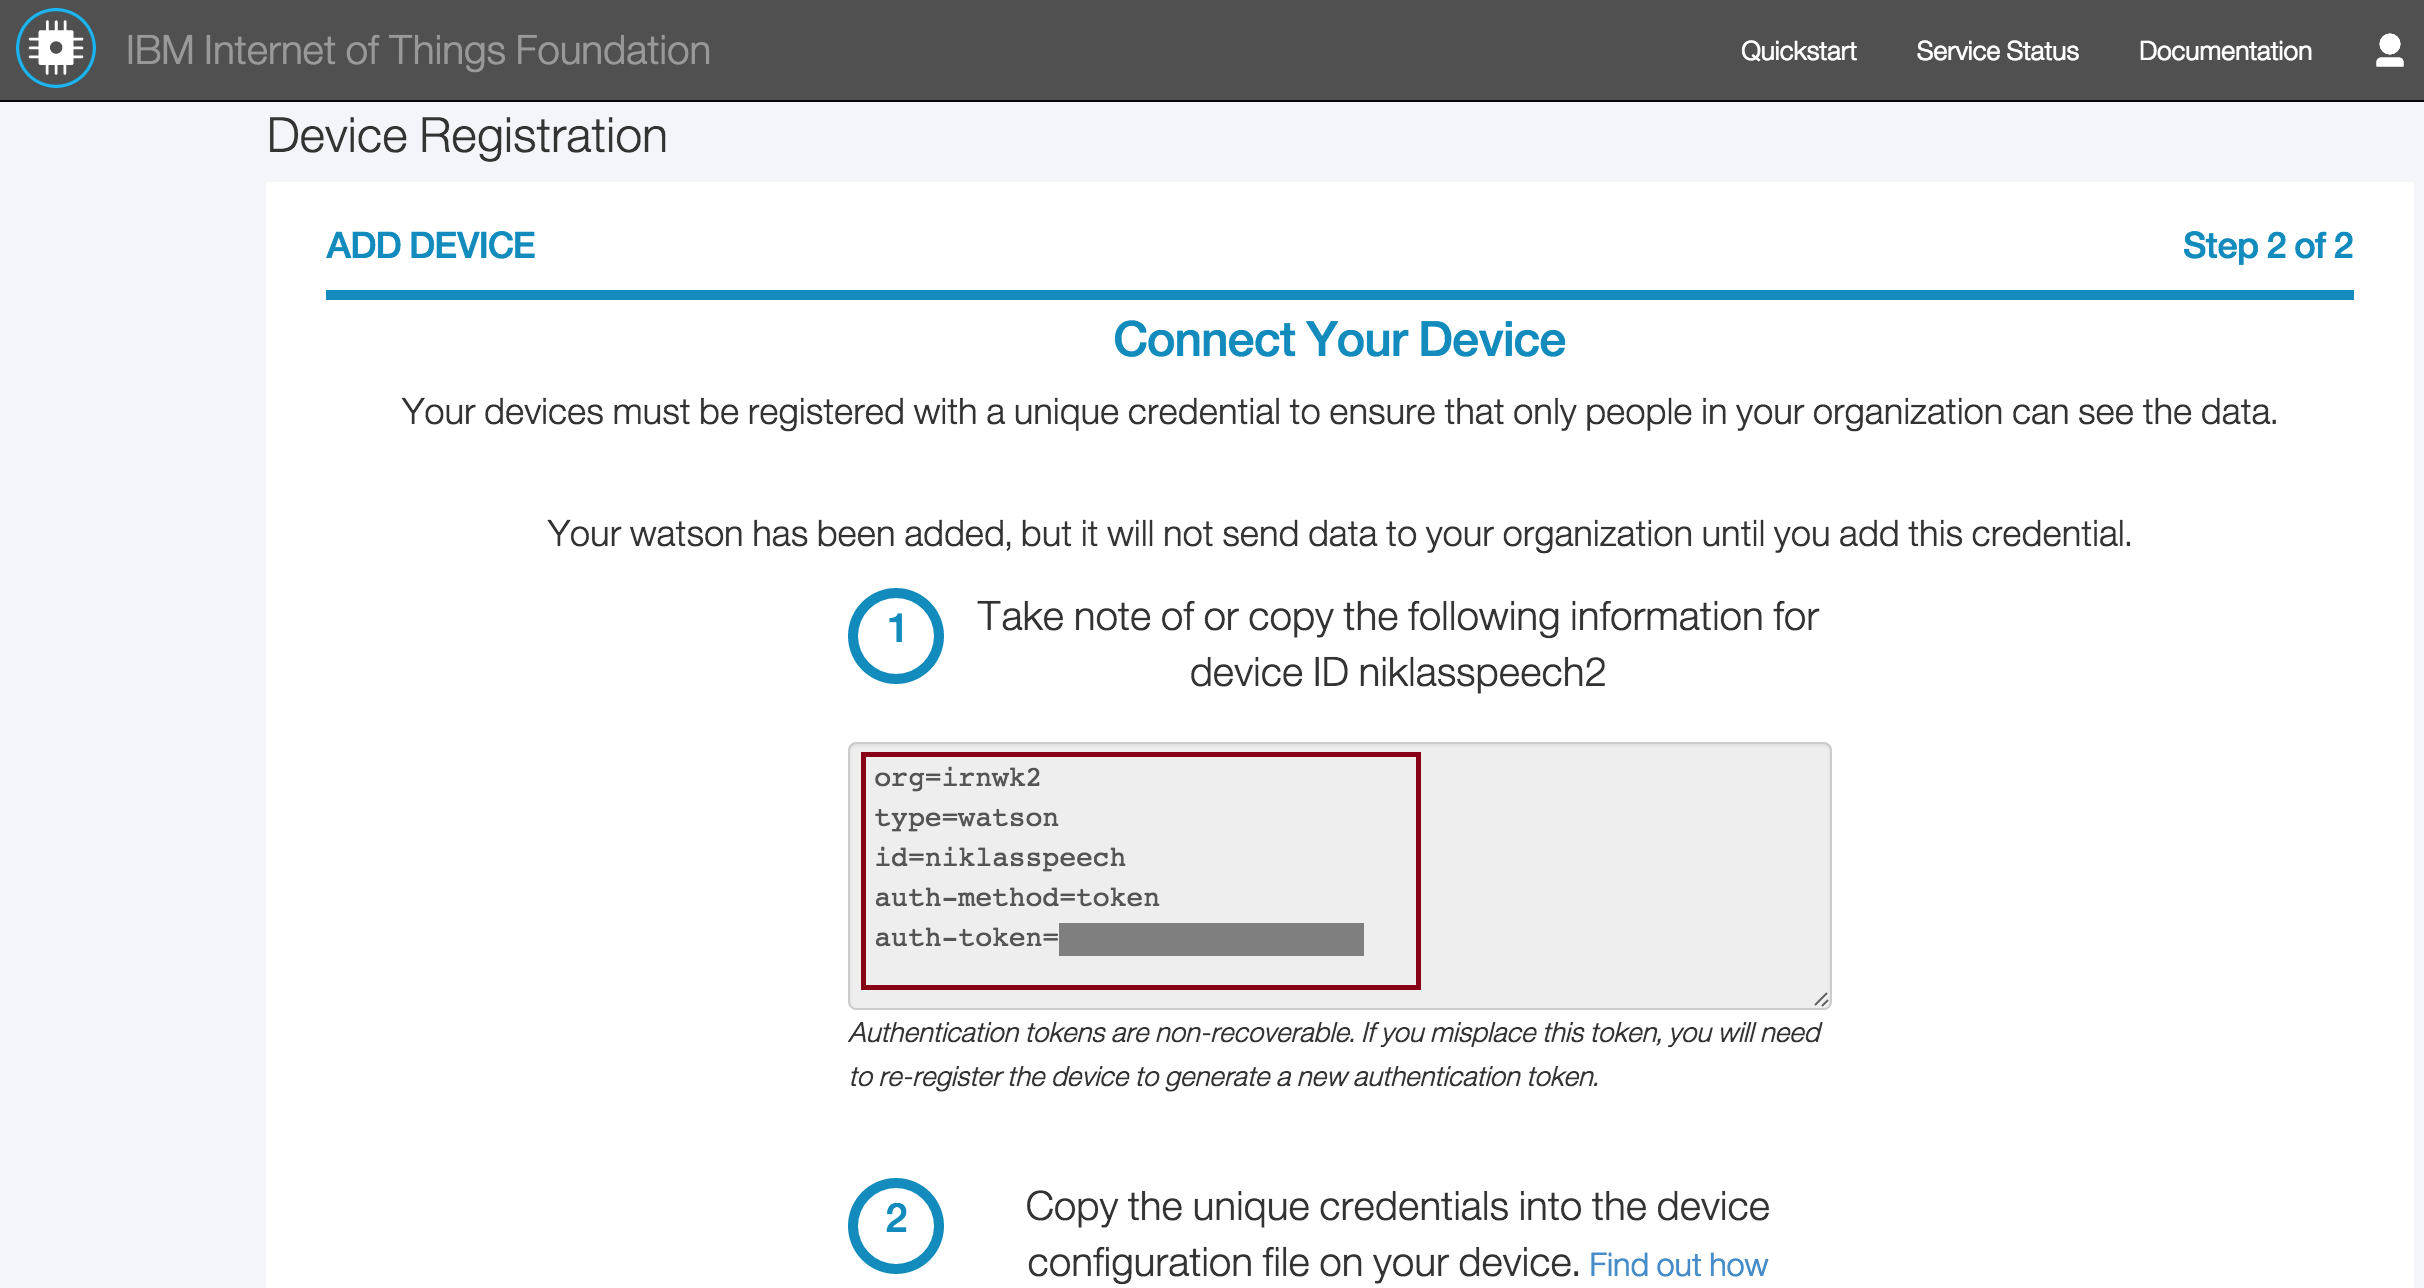 IBM Internet of Things Foundation
Quickstart
Service Status
Documentation
Device Registration
ADD DEVICE
Step 2 of 2
Connect Your Device
Your devices must be registered with a unique credential to ensure that only people in your organization can see the data.
Your watson has been added, but it will not send data to your organization until you add this credential.
1
Take note of or copy the following information for
device ID niklasspeech2
org=irnwk2
type=watson
id=niklasspeech
auth-method=token
auth-token=
Authentication tokens are non-recoverable. If you misplace this token, you will need
to re-register the device to generate a new authentication token.
2
Copy the unique credentials into the device
configuration file on your device. Find out how